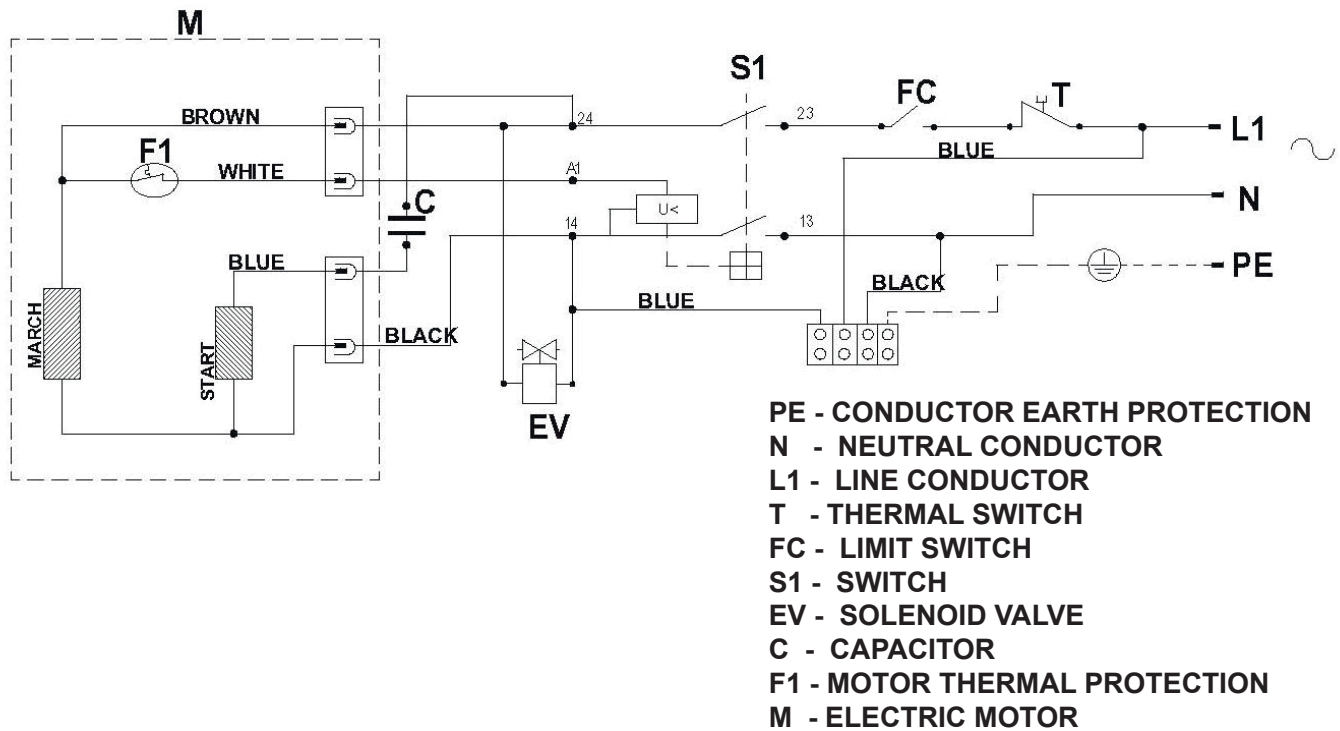 M
S1
FC
T
24
23
L1
BROWN
F1
BLUE
WHITE
A1
C
U<
N
14
13
BLUE
PE
BLACK
BLUE
MARCH
START
BLACK
EV
PE - CONDUCTOR EARTH PROTECTION
N - NEUTRAL CONDUCTOR
L1 - LINE CONDUCTOR
T - THERMAL SWITCH
FC - LIMIT SWITCH
S1 - SWITCH
EV - SOLENOID VALVE
C - CAPACITOR
F1 - MOTOR THERMAL PROTECTION
M - ELECTRIC MOTOR